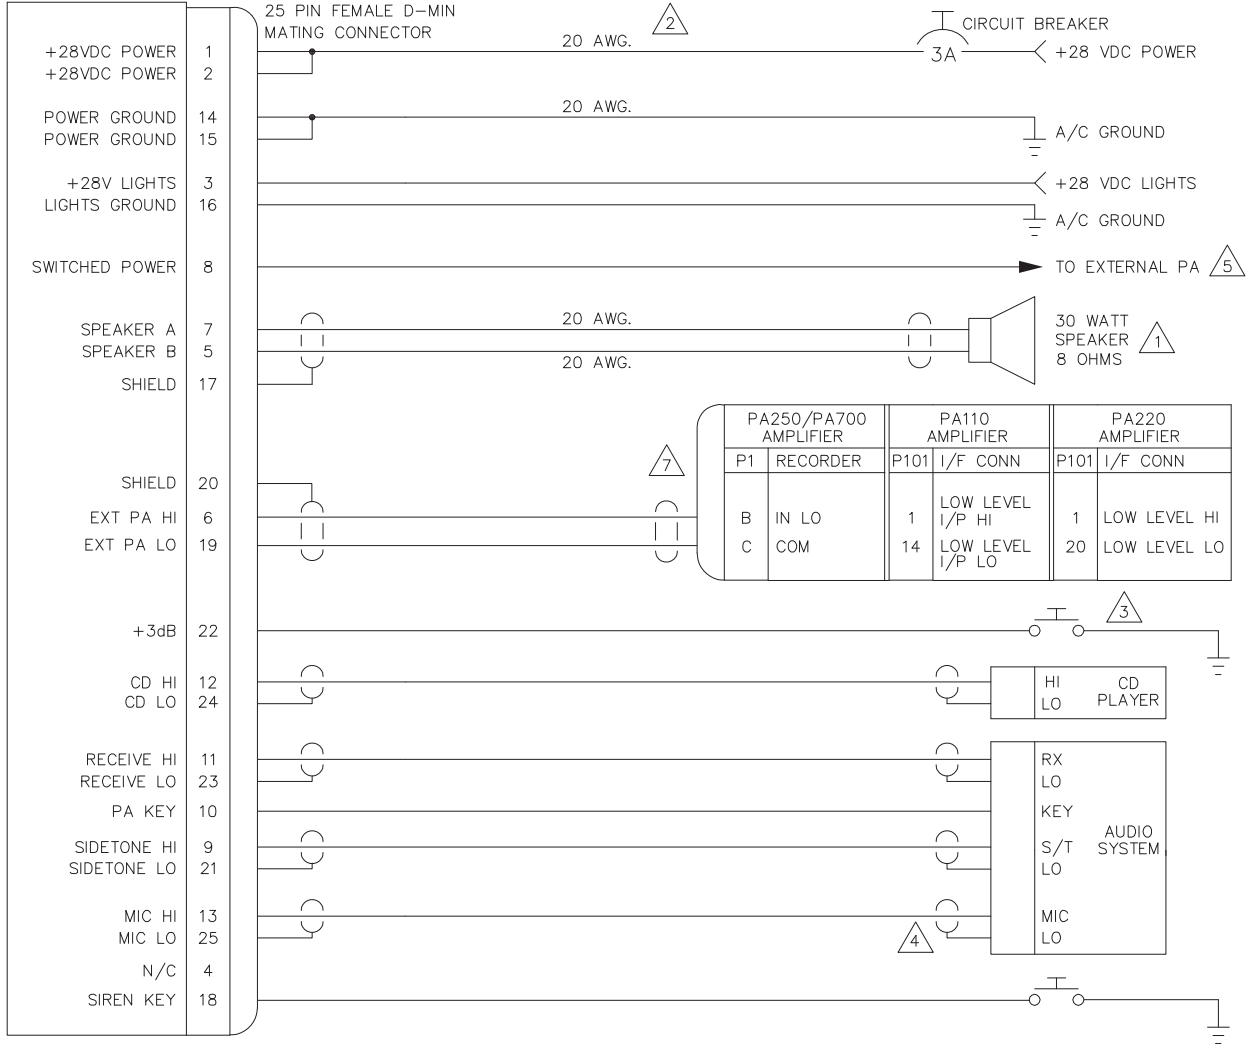 25 PIN FEMALE D-MIN
MATING CONNECTOR
2
CIRCUIT BREAKER
+28VDC POWER 1 20 AWG. 3A +28 VDC POWER
+28VDC POWER 2
POWER GROUND 14 20 AWG.
A/C GROUND
POWER GROUND 15
+28V LIGHTS 3 +28 VDC LIGHTS
LIGHTS GROUND 16
A/C GROUND
SWITCHED POWER 8 TO EXTERNAL PA 5
SPEAKER A 7 20 AWG.
SPEAKER B 5 20 AWG.
SHIELD 17
30 WATT
SPEAKER 1
8 OHMS
PA250/PA700
AMPLIFIER
PA110
AMPLIFIER
PA220
AMPLIFIER
7
P1 RECORDER P101 I/F CONN P101 I/F CONN
SHIELD 20
EXT PA HI 6
EXT PA LO 19
B IN LO
C COM
1 LOW LEVEL
I/P HI
14 LOW LEVEL
I/P LO
1 LOW LEVEL HI
20 LOW LEVEL LO
3
+3dB 22
CD HI 12 HI
CD LO 24 LO
CD
PLAYER
RECEIVE HI 11 RX
RECEIVE LO 23 LO
PA KEY 10 KEY
SIDETONE HI 9 S/T
SIDETONE LO 21 LO
AUDIO
SYSTEM
MIC HI 13 MIC
MIC LO 25 4 LO
N/C 4
SIREN KEY 18